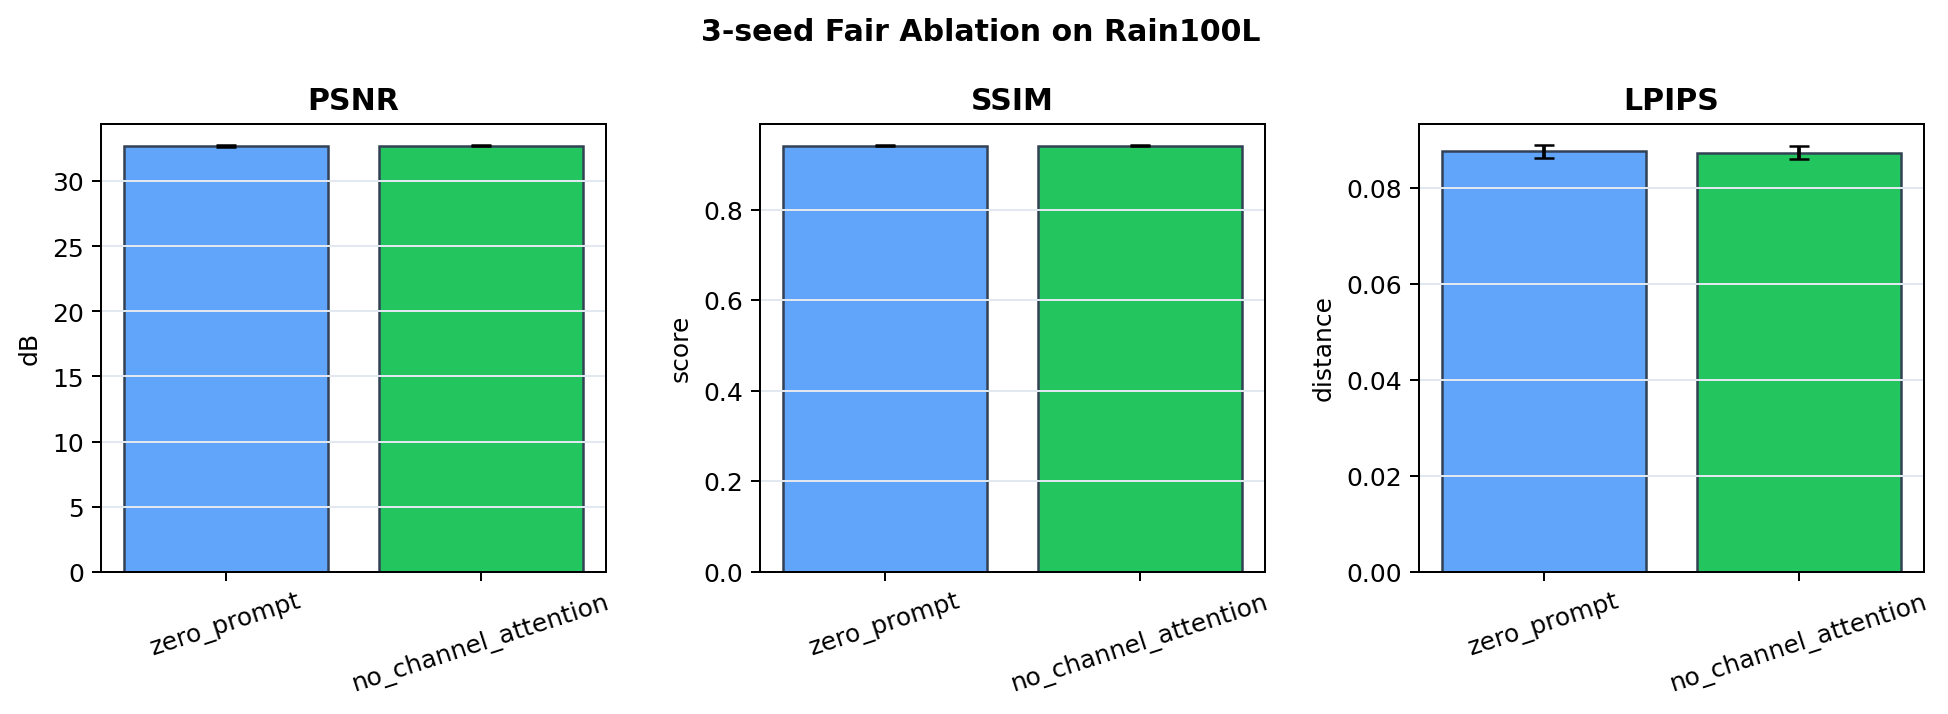 3-seed Fair Ablation on Rain100L
PSNR
dB
30
25
20
15
10
5
0
zero_prompt
no_channel_attention
SSIM
score
0.8
0.6
0.4
0.2
0.0
zero_prompt
no_channel_attention
LPIPS
distance
0.08
0.06
0.04
0.02
0.00
zero_prompt
no_channel_attention